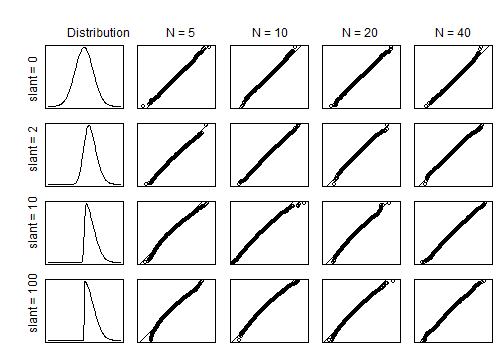 Distribution N = 5 N = 10 N = 20 N = 40
slant = 0
slant = 2
slant = 10
slant = 100